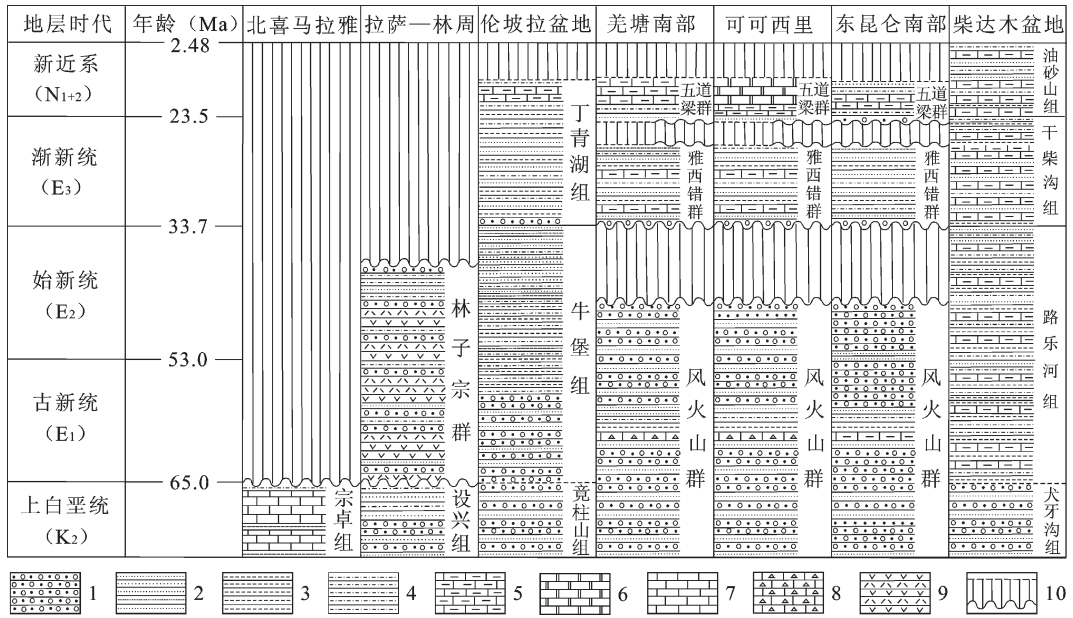 地层时代 年龄 (Ma) 北喜马拉雅 拉萨—林周 伦坡拉盆地 羌塘南部 可可西里 东昆仑南部 柴达木盆地
2.48
新近系
(N1+2)
23.5
渐新统
(E3)
33.7
始新统
(E2)
53.0
古新统
(E1)
65.0
上白垩统
(K2)
宗卓组
林子宗群
设兴组
丁青湖组
牛堡组
竟柱山组
五道梁群
雅西错群
风火山群
五道梁群
雅西错群
风火山群
五道梁群
雅西错群
风火山群
油砂山组
干柴沟组
路乐河组
犬牙沟组
1 2 3 4 5 6 7 8 9 10